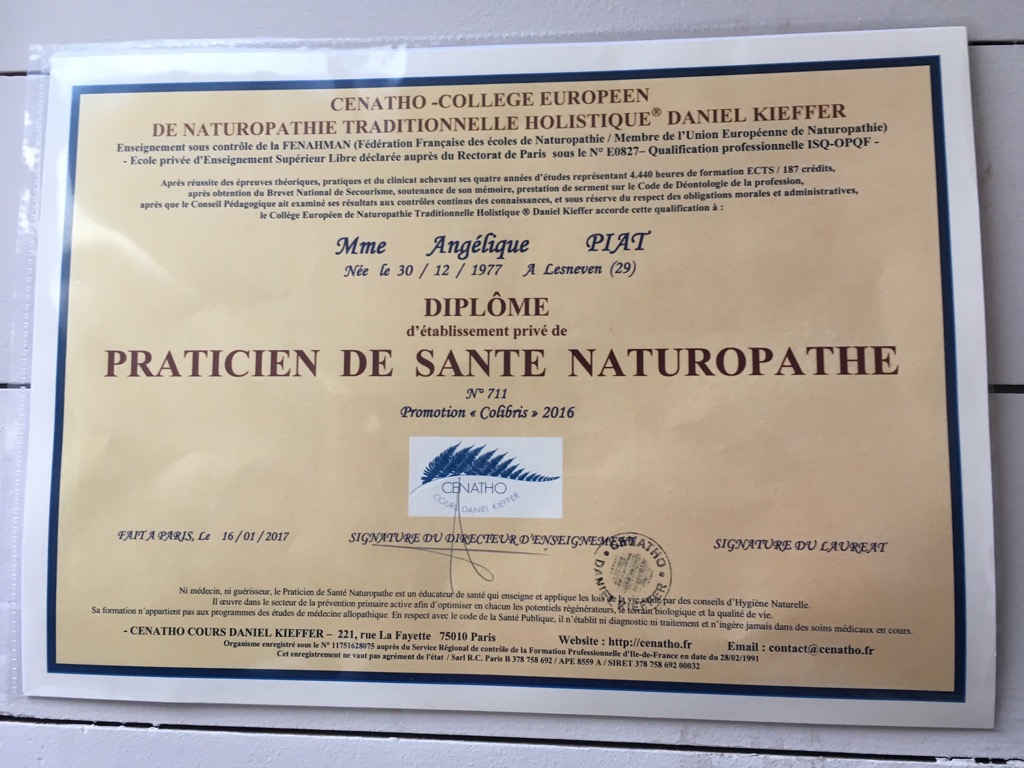 CENATHO -COLLEGE EUROPEEN
DE NATUROPATHIE TRADITIONNELLE HOLISTIQUE® DANIEL KIEFFER
Enseignement sous contrôle de la FENAHMAN (Fédération Française des écoles de Naturopathie / Membre de l'Union Européenne de Naturopathie)
- Ecole privée d'Enseignement Supérieur Libre déclarée auprès du Rectorat de Paris sous le N° E0827– Qualification professionnelle ISQ-OPQF -
Après réussite des épreuves théoriques, pratiques et du clinicat achevant ses quatre années d'études représentant 4.440 heures de formation ECTS / 187 crédits,
après obtention du Brevet National de Secourisme, soutenance de son mémoire, prestation de serment sur le Code de Déontologie de la profession,
après que le Conseil Pédagogique ait examiné ses résultats aux contrôles continus des connaissances, et sous réserve du respect des obligations morales et administratives,
le Collège Européen de Naturopathie Traditionnelle Holistique ® Daniel Kieffer accorde cette qualification à :
Mme Angélique PIAT
Née le 30 / 12 / 1977 A Lesneven (29)
DIPLÔME
d'établissement privé de
PRATICIEN DE SANTE NATUROPATHE
N° 711
Promotion « Colibris » 2016
CENATHO
COURS DANIEL KIEFFER
FAIT A PARIS, Le 16/01/2017
SIGNATURE DU DIRECTEUR D'ENSEIGNEMENT
CENATHO
DANIEL KIEFFER
SIGNATURE DU LAUREAT
Ni médecin, ni guérisseur, le Praticien de Santé Naturopathe est un éducateur de santé qui enseigne et applique les lois de la vie saine par des conseils d'Hygiène Naturelle.
Il œuvre dans le secteur de la prévention primaire active afin d'optimiser en chacun les potentiels régénérateurs, le terrain biologique et la qualité de vie.
Sa formation n'appartient pas aux programmes des études de médecine allopathique. En respect avec le code de la Santé Publique, il n'établit ni diagnostic ni traitement et n'ingère jamais dans des soins médicaux en cours.
- CENATHO COURS DANIEL KIEFFER – 221, rue La Fayette 75010 Paris Website : http://cenatho.fr Email : contact@cenatho.fr
Organisme enregistré sous le N° 11751628075 auprès du Service Régional de contrôle de la Formation Professionnelle d'Ile-de-France en date du 28/02/1991
Cet enregistrement ne vaut pas agrément de l'état / Sarl R.C. Paris B 378 758 692 / APE 8559 A / SIRET 378 758 692 00032